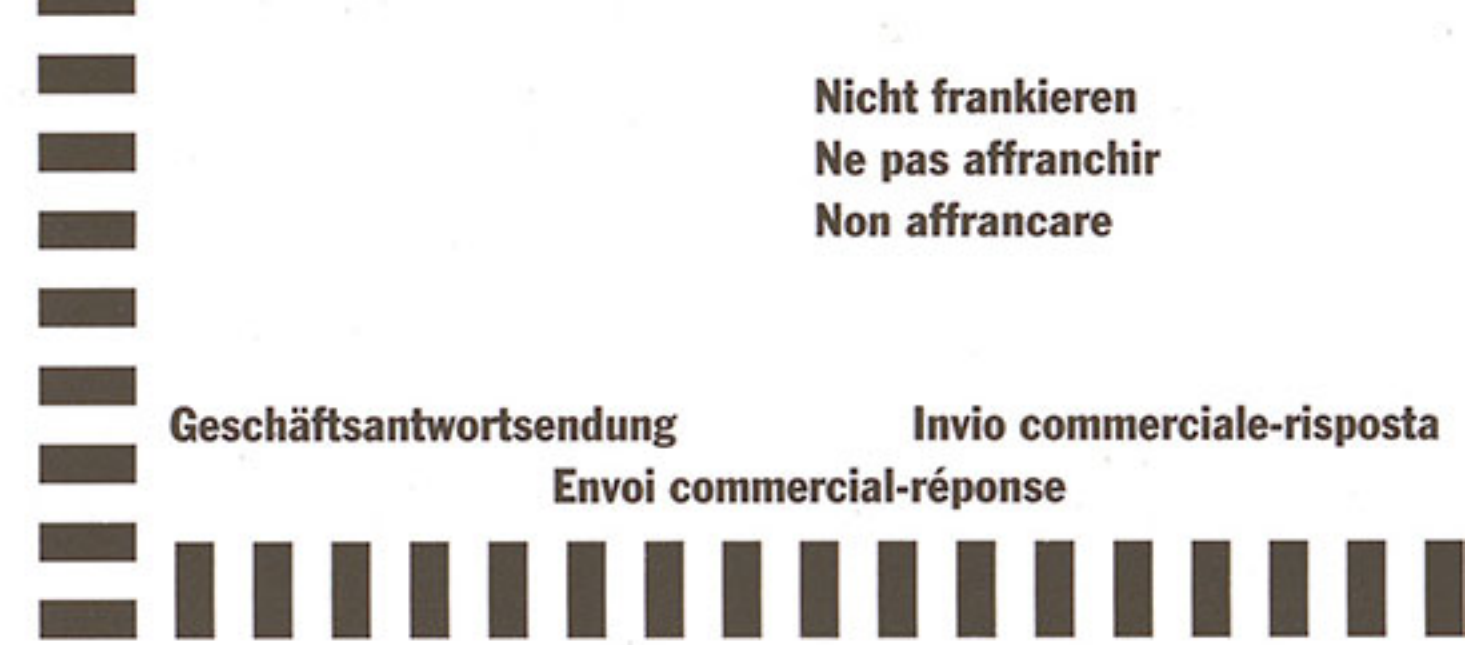 Nicht frankieren
Ne pas affranchir
Non affrancare
Geschäftsantwortsendung
Invio commerciale-risposta
Envoi commercial-réponse